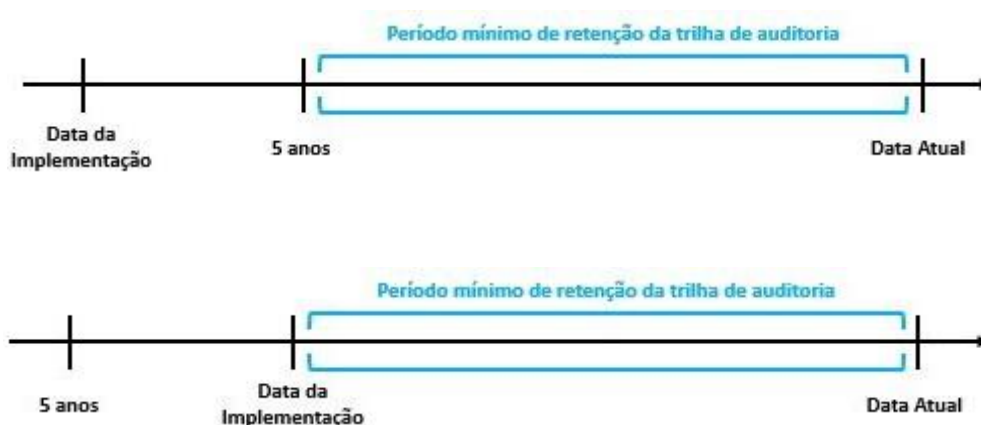 Período mínimo de retenção da trilha de auditoria
Data da
Implementação
5 anos
Data Atual
Período mínimo de retenção da trilha de auditoria
5 anos
Data da
Implementação
Data Atual